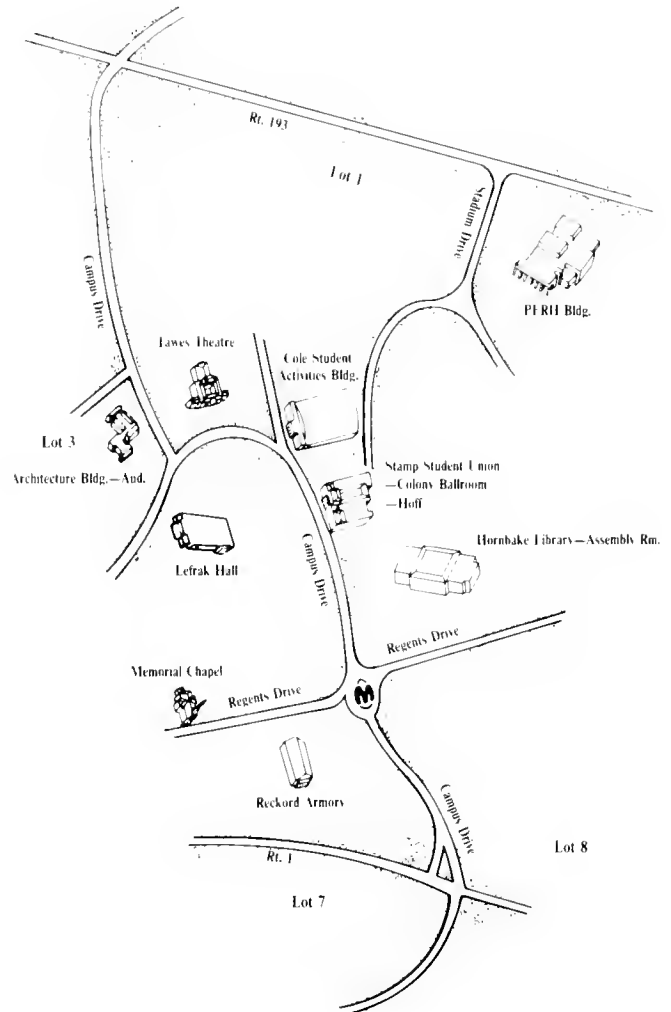 Rt. 193
Lot 1
Stadium Drive
PERH Bldg.
Campus Drive
Tawes Theatre
Cole Student
Activities Bldg.
Lot 3
Architecture Bldg.—Aud.
Stamp Student Union
—Colony Ballroom
—Hoff
Lefrak Hall
Campus Drive
Hornbake Library—Assembly Rm.
Regents Drive
Memorial Chapel
Regents Drive
M
Reckord Armory
Campus Drive
Rt. 1
Lot 8
Lot 7